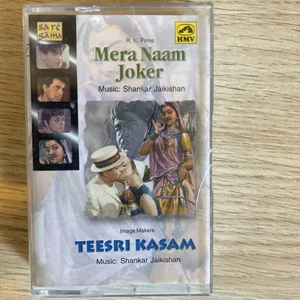 sa re
ga ma
HMV
R. K. Films
Mera Naam
Joker
Music: Shankar Jaikishan
Image Makers
TEESRI KASAM
Music: Shankar Jaikishan